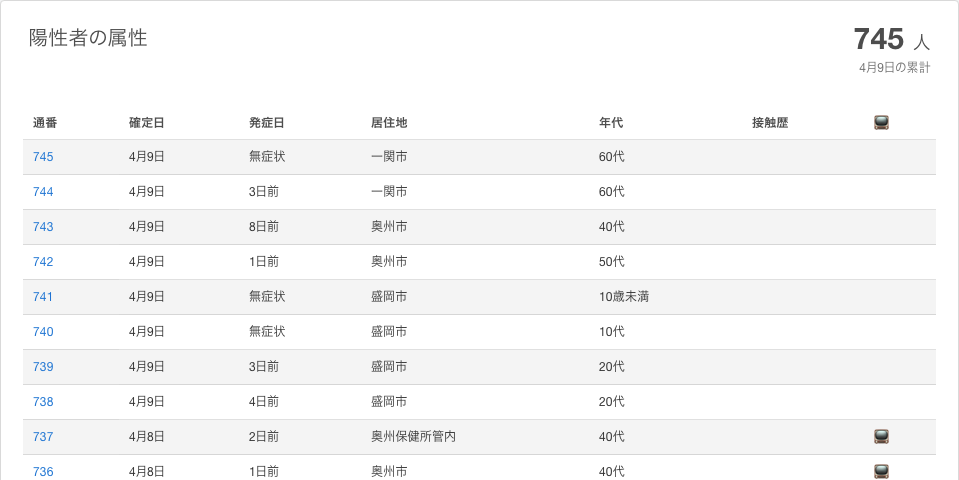 陽性者の属性
745 人
4月9日の累計
通番 確定日 発症日 居住地 年代 接触歴
745 4月9日 無症状 一関市 60代
744 4月9日 3日前 一関市 60代
743 4月9日 8日前 奥州市 40代
742 4月9日 1日前 奥州市 50代
741 4月9日 無症状 盛岡市 10歳未満
740 4月9日 無症状 盛岡市 10代
739 4月9日 3日前 盛岡市 20代
738 4月9日 4日前 盛岡市 20代
737 4月8日 2日前 奥州保健所管内 40代
736 4月8日 1日前 奥州市 40代